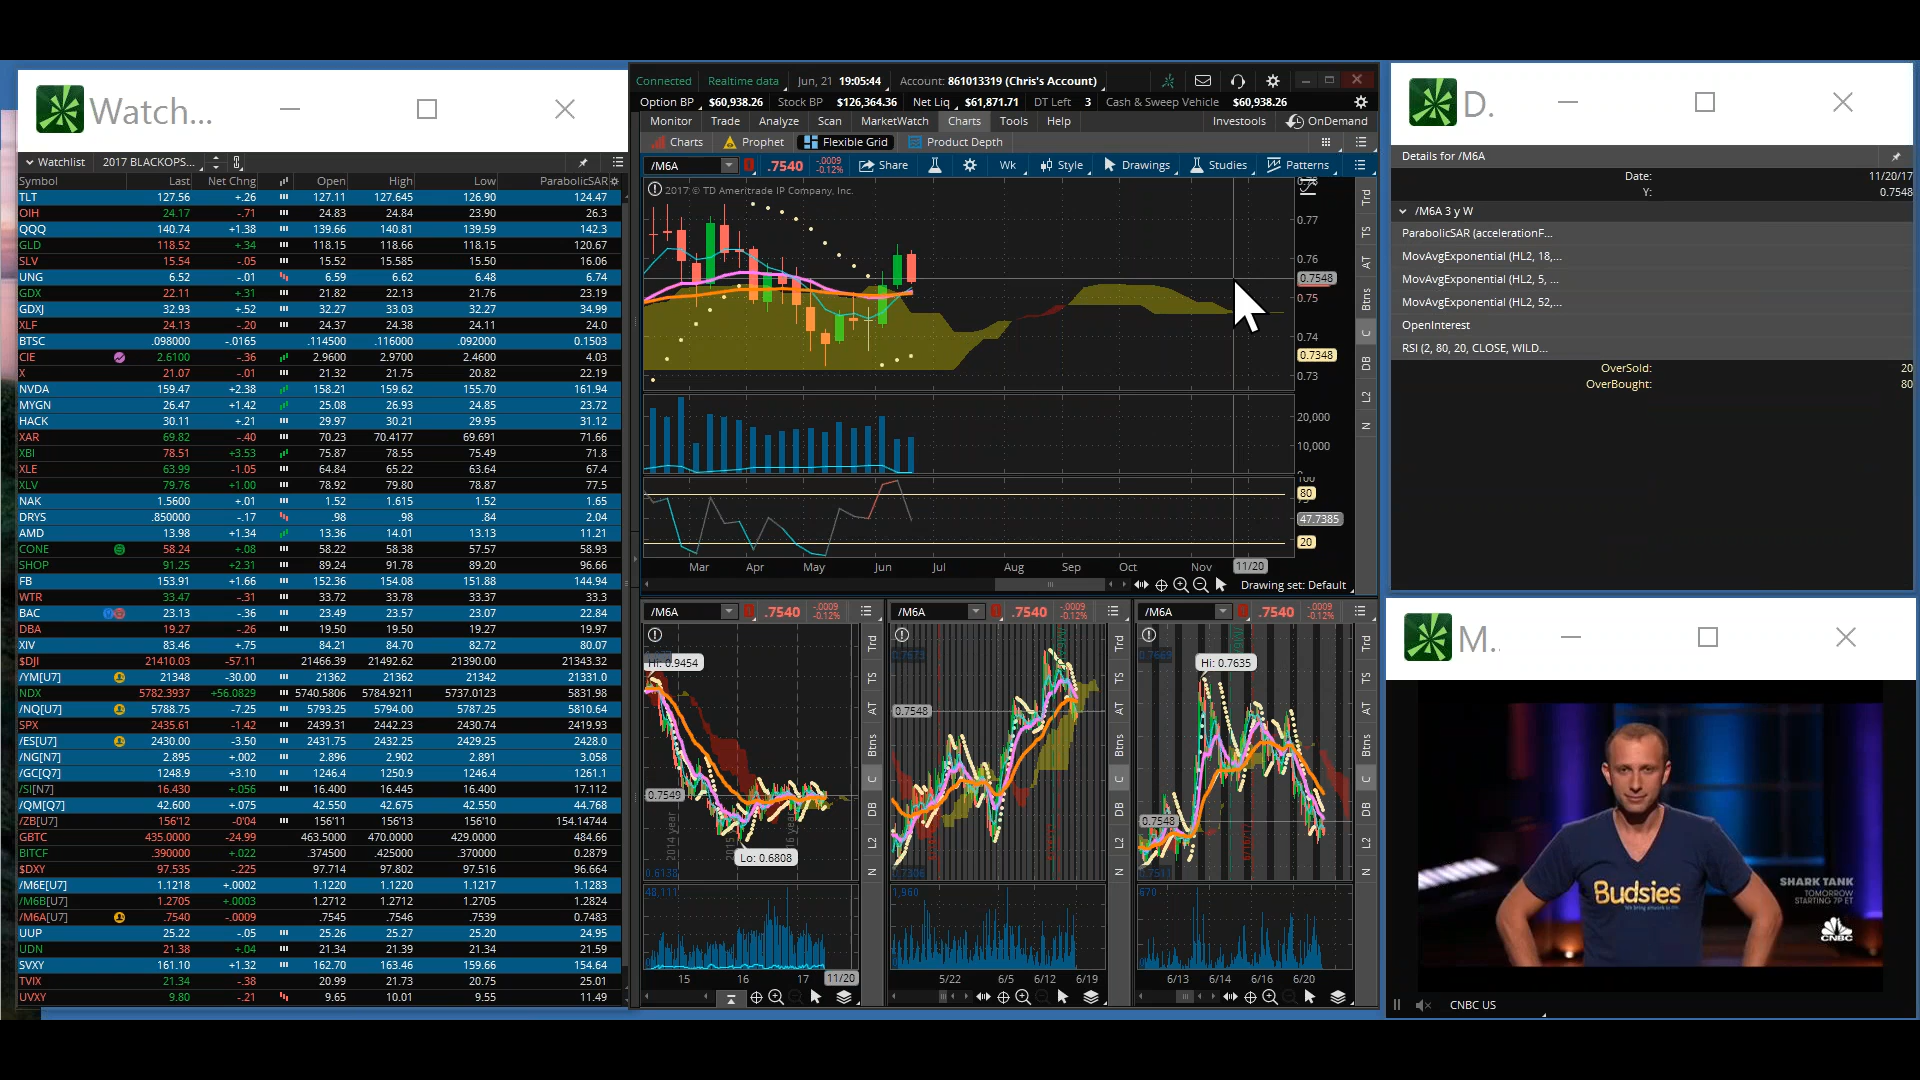 Watch...
Watchlist 2017 BLACKOPS...
Symbol Last Net Chng Open High Low ParabolicSAR
TLT 127.56 +.26 127.11 127.645 126.90 124.47
OIH 24.17 -.71 24.83 24.84 23.90 26.3
QQQ 140.74 +1.38 139.66 140.81 139.59 142.3
GLD 118.52 +.34 118.15 118.66 118.15 120.67
SLV 15.54 -.05 15.52 15.585 15.50 16.06
UNG 6.52 -.01 6.59 6.62 6.48 6.74
GDX 22.11 +.31 21.82 22.13 21.76 23.19
GDXJ 32.93 +.52 32.27 33.03 32.27 34.99
XLF 24.13 -.20 24.37 24.38 24.11 24.0
BTSC .098000 -.0165 .114500 .116000 .092000 0.1503
CIE 2.6100 -.36 2.9600 2.9700 2.4600 4.03
X 21.07 -.01 21.32 21.75 20.82 22.19
NVDA 159.47 +2.38 158.21 159.62 155.70 161.94
MYGN 26.47 +1.42 25.08 26.93 24.85 23.72
HACK 30.11 +.21 29.97 30.21 29.95 31.12
XAR 69.82 -.40 70.23 70.4177 69.691 71.66
XBI 78.51 +3.53 75.87 78.55 75.49 71.8
XLE 63.99 -1.05 64.84 65.22 63.64 67.4
XLV 79.76 +1.00 78.92 79.80 78.87 77.5
NAK 1.5600 +.01 1.52 1.615 1.52 1.65
DRYS .850000 -.17 .98 .98 .84 2.04
AMD 13.98 +1.34 13.36 14.01 13.13 11.21
CONE 58.24 +.08 58.22 58.38 57.57 58.93
SHOP 91.25 +2.31 89.24 91.78 89.20 96.66
FB 153.91 +1.66 152.36 154.08 151.88 144.94
WTR 33.47 -.31 33.72 33.78 33.37 33.3
BAC 23.13 -.36 23.49 23.57 23.07 22.84
DBA 19.27 -.26 19.50 19.50 19.27 19.97
XIV 83.46 +.75 84.21 84.70 82.72 80.07
$DJI 21410.03 -57.11 21466.39 21492.62 21390.00 21343.32
/YM[U7] 21348 -30.00 21362 21362 21342 21331.0
NDX 5782.3937 +56.0829 5740.5806 5784.9211 5737.0123 5831.98
/NQ[U7] 5788.75 -7.25 5793.25 5794.00 5787.25 5810.64
SPX 2435.61 -1.42 2439.31 2442.23 2430.74 2419.93
/ES[U7] 2430.00 -3.50 2431.75 2432.25 2429.25 2428.0
/NG[N7] 2.895 +.002 2.896 2.902 2.891 3.058
/GC[Q7] 1248.9 +3.10 1246.4 1250.9 1246.4 1261.1
/SI[N7] 16.430 +.056 16.400 16.445 16.400 17.112
/QM[Q7] 42.600 +.075 42.550 42.675 42.550 44.768
/ZB[U7] 156'12 -0'04 156'11 156'13 156'10 154.14744
GBTC 435.0000 -24.99 463.5000 470.0000 429.0000 484.66
BITCF .390000 +.022 .374500 .425000 .370000 0.2879
$DXY 97.535 -.225 97.714 97.802 97.516 96.664
/M6E[U7] 1.1218 +.0002 1.1220 1.1220 1.1217 1.1283
/M6B[U7] 1.2705 +.0003 1.2712 1.2712 1.2705 1.2824
/M6A[U7] .7540 -.0009 .7545 .7546 .7539 0.7483
UUP 25.22 -.05 25.26 25.27 25.20 24.95
UDN 21.38 +.04 21.34 21.39 21.34 21.59
SVXY 161.10 +1.32 162.70 163.46 159.66 154.64
TVIX 21.34 -.38 20.99 21.73 20.75 25.01
UVXY 9.80 -.21 9.65 10.01 9.55 11.49
Connected Realtime data Jun, 21 19:05:44 Account: 861013319 (Chris's Account)
Option BP $60,938.26 Stock BP $126,364.36 Net Liq $61,871.71 DT Left 3 Cash & Sweep Vehicle $60,938.26
Monitor Trade Analyze Scan MarketWatch Charts Tools Help Investools OnDemand
Charts Prophet Flexible Grid Product Depth
/M6A .7540 -.0009 -0.12% Share Wk Style Drawings Studies Patterns
2017 © TD Ameritrade IP Company, Inc.
0.77
0.76
0.7548
0.75
0.74
0.7348
0.73
20,000
10,000
80
47.7385
20
Trd
TS
AT
Btns
C
DB
L2
N
Mar Apr May Jun Jul Aug Sep Oct Nov 11/20
Drawing set: Default
/M6A .7540 -.0009 -0.12%
Hi: 0.9454
0.7549
Lo: 0.6808
0.6138
48,111
15 16 17 11/20
Trd
TS
AT
Btns
C
DB
L2
N
/M6A .7540 -.0009 -0.12%
0.7673
0.7548
0.7306
1,960
5/22 6/5 6/12 6/19
Trd
TS
AT
Btns
C
DB
L2
N
/M6A .7540 -.0009 -0.12%
Hi: 0.7635
0.7548
0.7511
670
6/13 6/14 6/16 6/20
Trd
TS
AT
Btns
C
DB
L2
N
D.
Details for /M6A
Date: 11/20/17
Y: 0.7548
/M6A 3 y W
ParabolicSAR (accelerationF...
MovAvgExponential (HL2, 18,...
MovAvgExponential (HL2, 5, ...
MovAvgExponential (HL2, 52,...
OpenInterest
RSI (2, 80, 20, CLOSE, WILD...
OverSold: 20
OverBought: 80
M.
Budsies
SHARK TANK
TOMORROW
STARTING 7P ET
CNBC
CNBC US